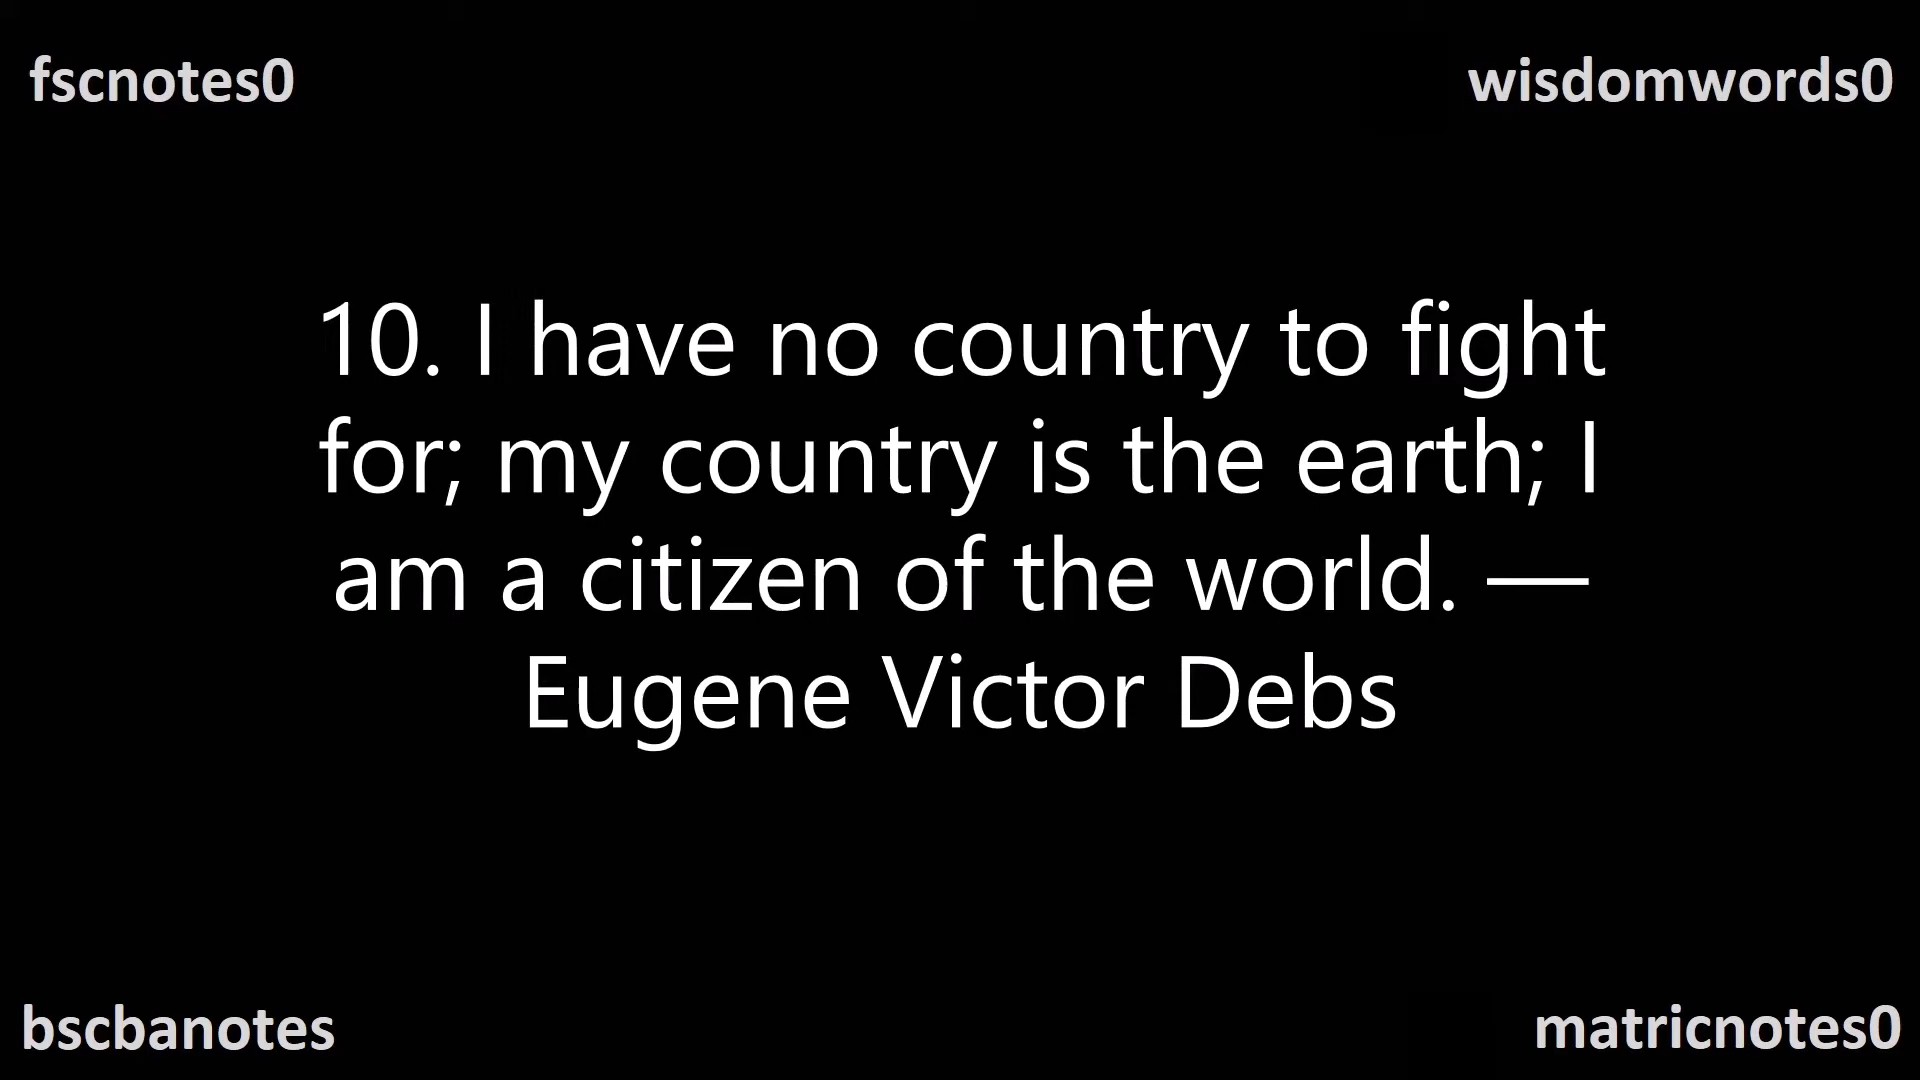 fscnotes0
wisdomwords0
10. I have no country to fight
for; my country is the earth; I
am a citizen of the world. —
Eugene Victor Debs
bscbanotes
matricnotes0